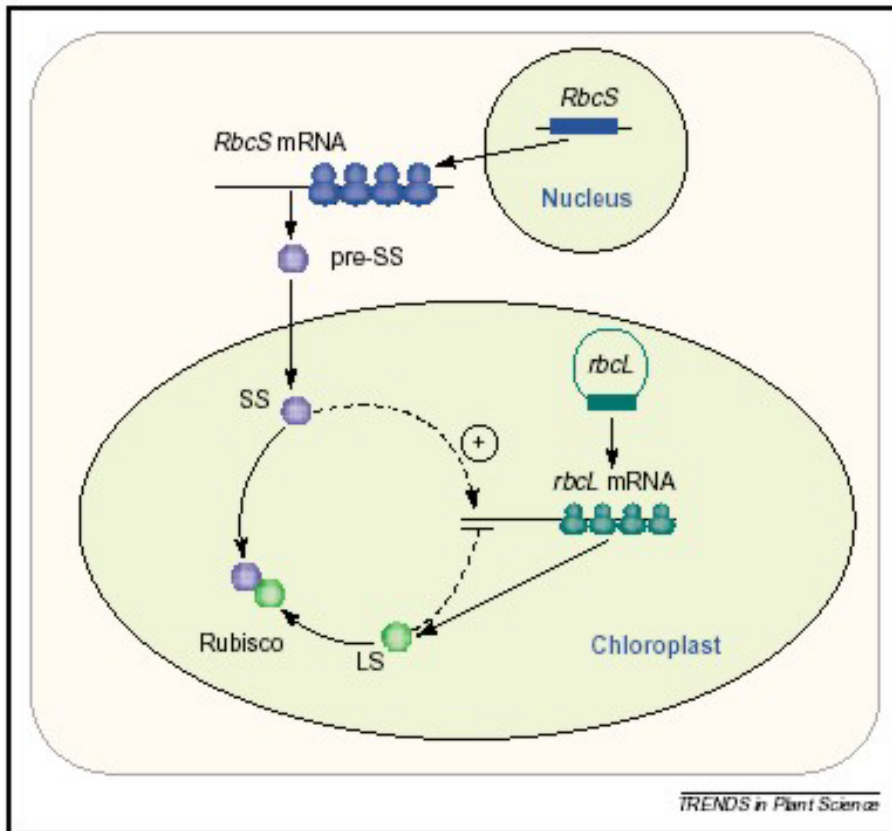 RbcS
RbcS mRNA
Nucleus
pre-SS
rbcL
SS
+
rbcL mRNA
Rubisco
LS
Chloroplast
TRENDS in Plant Science